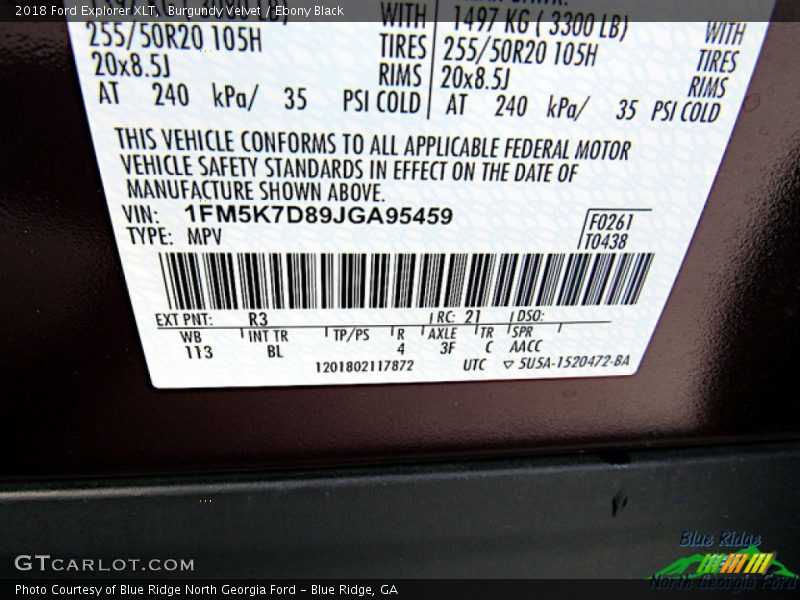 2018 Ford Explorer XLT,  Burgundy Velvet / Ebony Black
WITH 1497 KG ( 3300 LB) WITH
255/50R20 105H TIRES 255/50R20 105H TIRES
20x8.5J RIMS 20x8.5J RIMS
AT 240 kPa/ 35 PSI COLD AT 240 kPa/ 35 PSI COLD
THIS VEHICLE CONFORMS TO ALL APPLICABLE FEDERAL MOTOR
VEHICLE SAFETY STANDARDS IN EFFECT ON THE DATE OF
MANUFACTURE SHOWN ABOVE.
VIN: 1FM5K7D89JGA95459 F0261
TYPE: MPV T0438
EXT PNT: R3 RC: 21 DSO:
WB INT TR TP/PS R AXLE TR SPR
113 BL 4 3F C AACC
1201802117872 UTC ▽ 5U5A-1520472-BA
Blue Ridge
North Georgia Ford
GTCARLOT.COM
Photo Courtesy of Blue Ridge North Georgia Ford – Blue Ridge, GA